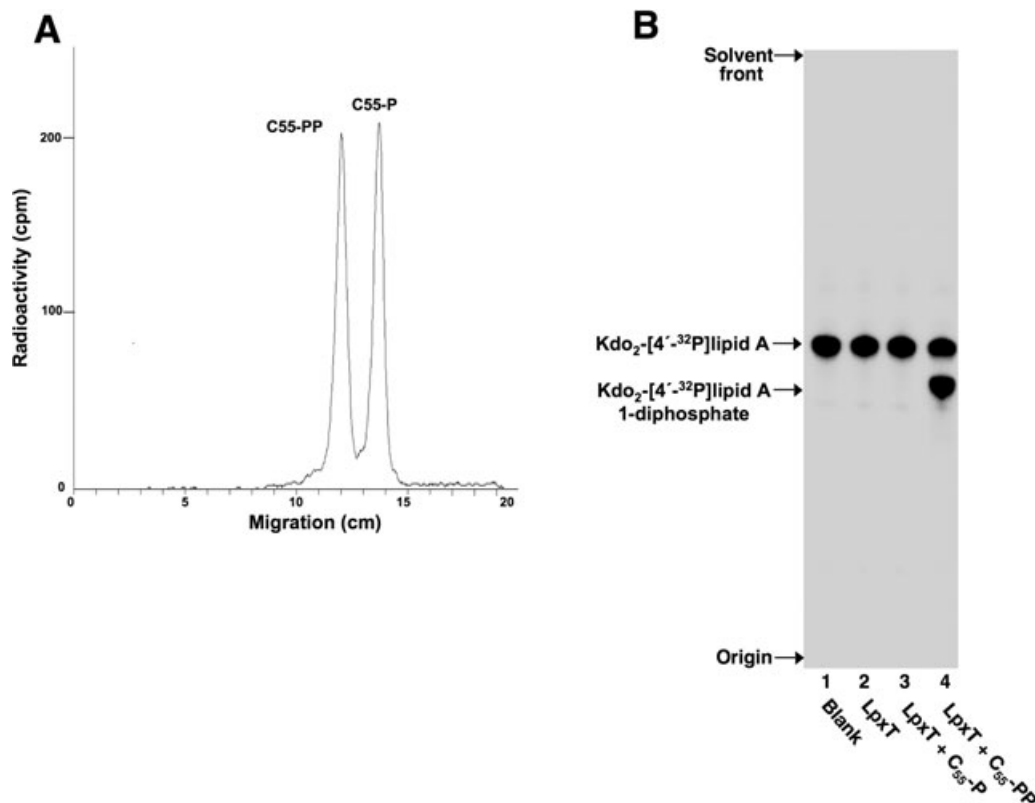 A
C55-P
C55-PP
200
100
0
Radioactivity (cpm)
0 5 10 15 20
Migration (cm)
B
Solvent
front
Kdo₂-[4´-³²P]lipid A
Kdo₂-[4´-³²P]lipid A
1-diphosphate
Origin
1 2 3 4
Blank
LpxT
LpxT + C₅₅-P
LpxT + C₅₅-PP